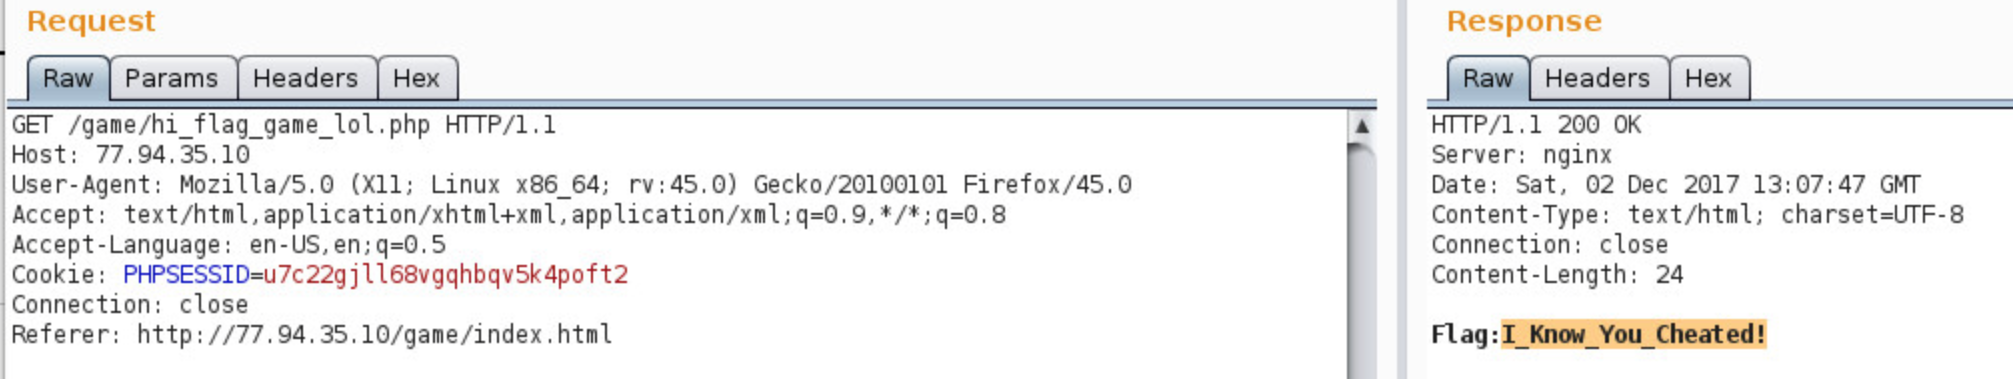 Request
Raw Params Headers Hex
GET /game/hi_flag_game_lol.php HTTP/1.1
Host: 77.94.35.10
User-Agent: Mozilla/5.0 (X11; Linux x86_64; rv:45.0) Gecko/20100101 Firefox/45.0
Accept: text/html,application/xhtml+xml,application/xml;q=0.9,*/*;q=0.8
Accept-Language: en-US,en;q=0.5
Cookie: PHPSESSID=u7c22gjll68vgqhbqv5k4poft2
Connection: close
Referer: http://77.94.35.10/game/index.html
Response
Raw Headers Hex
HTTP/1.1 200 OK
Server: nginx
Date: Sat, 02 Dec 2017 13:07:47 GMT
Content-Type: text/html; charset=UTF-8
Connection: close
Content-Length: 24
Flag:I_Know_You_Cheated!